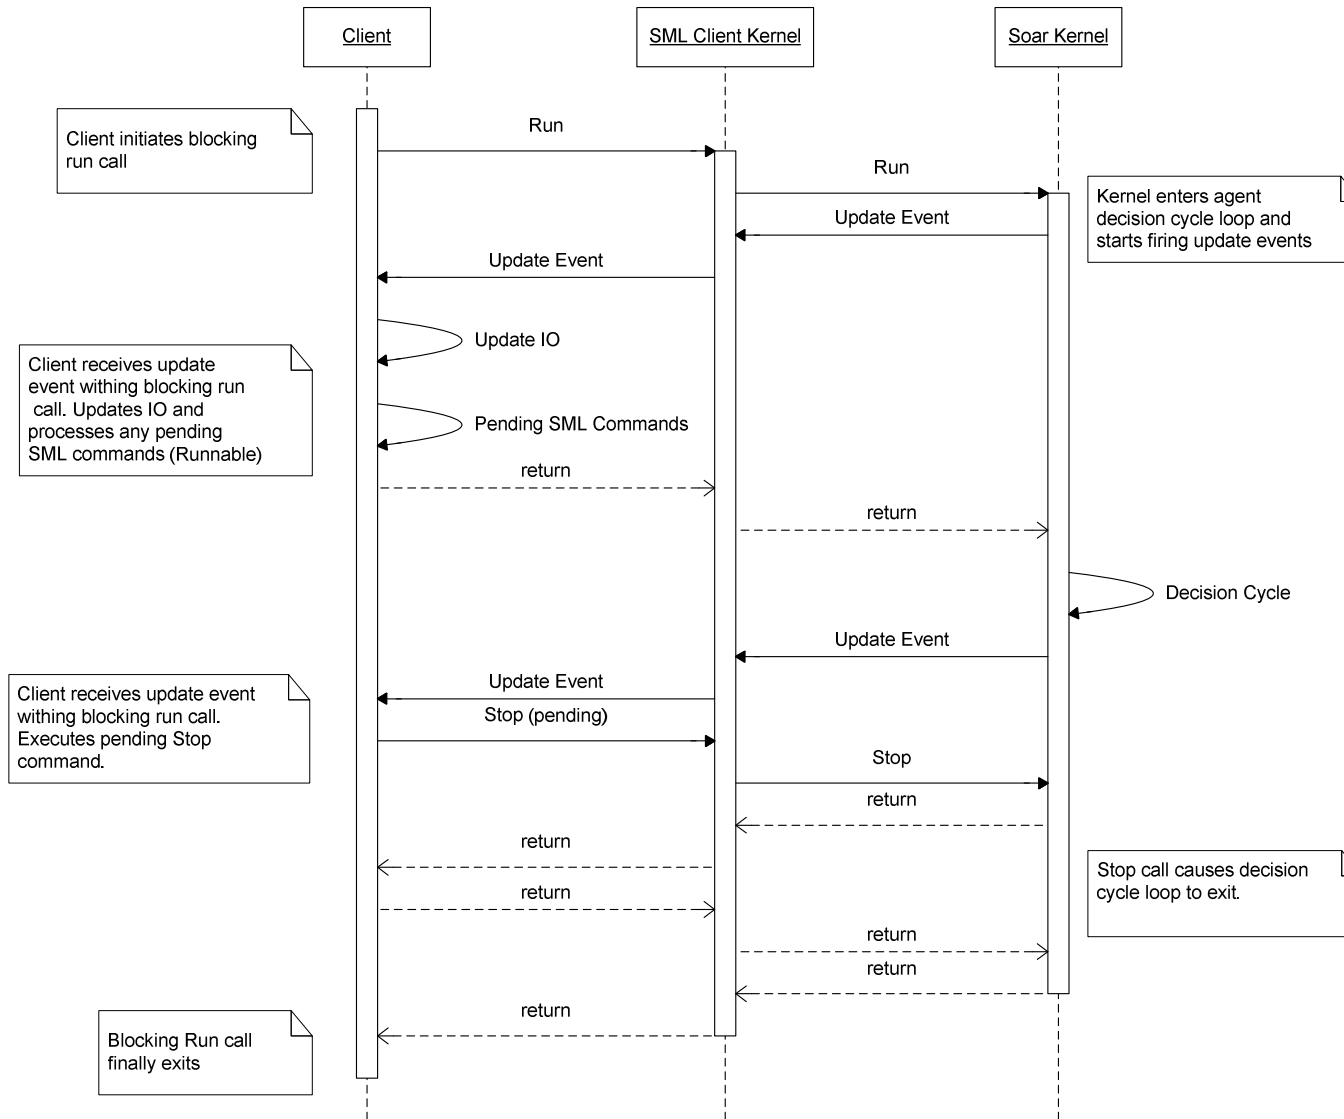 Client
SML Client Kernel
Soar Kernel
Client initiates blocking
run call
Run
Run
Kernel enters agent
decision cycle loop and
starts firing update events
Update Event
Update Event
Update IO
Client receives update
event withing blocking run
call. Updates IO and
processes any pending
SML commands (Runnable)
Pending SML Commands
return
return
Decision Cycle
Update Event
Client receives update event
withing blocking run call.
Executes pending Stop
command.
Update Event
Stop (pending)
Stop
return
return
Stop call causes decision
cycle loop to exit.
return
return
return
return
Blocking Run call
finally exits